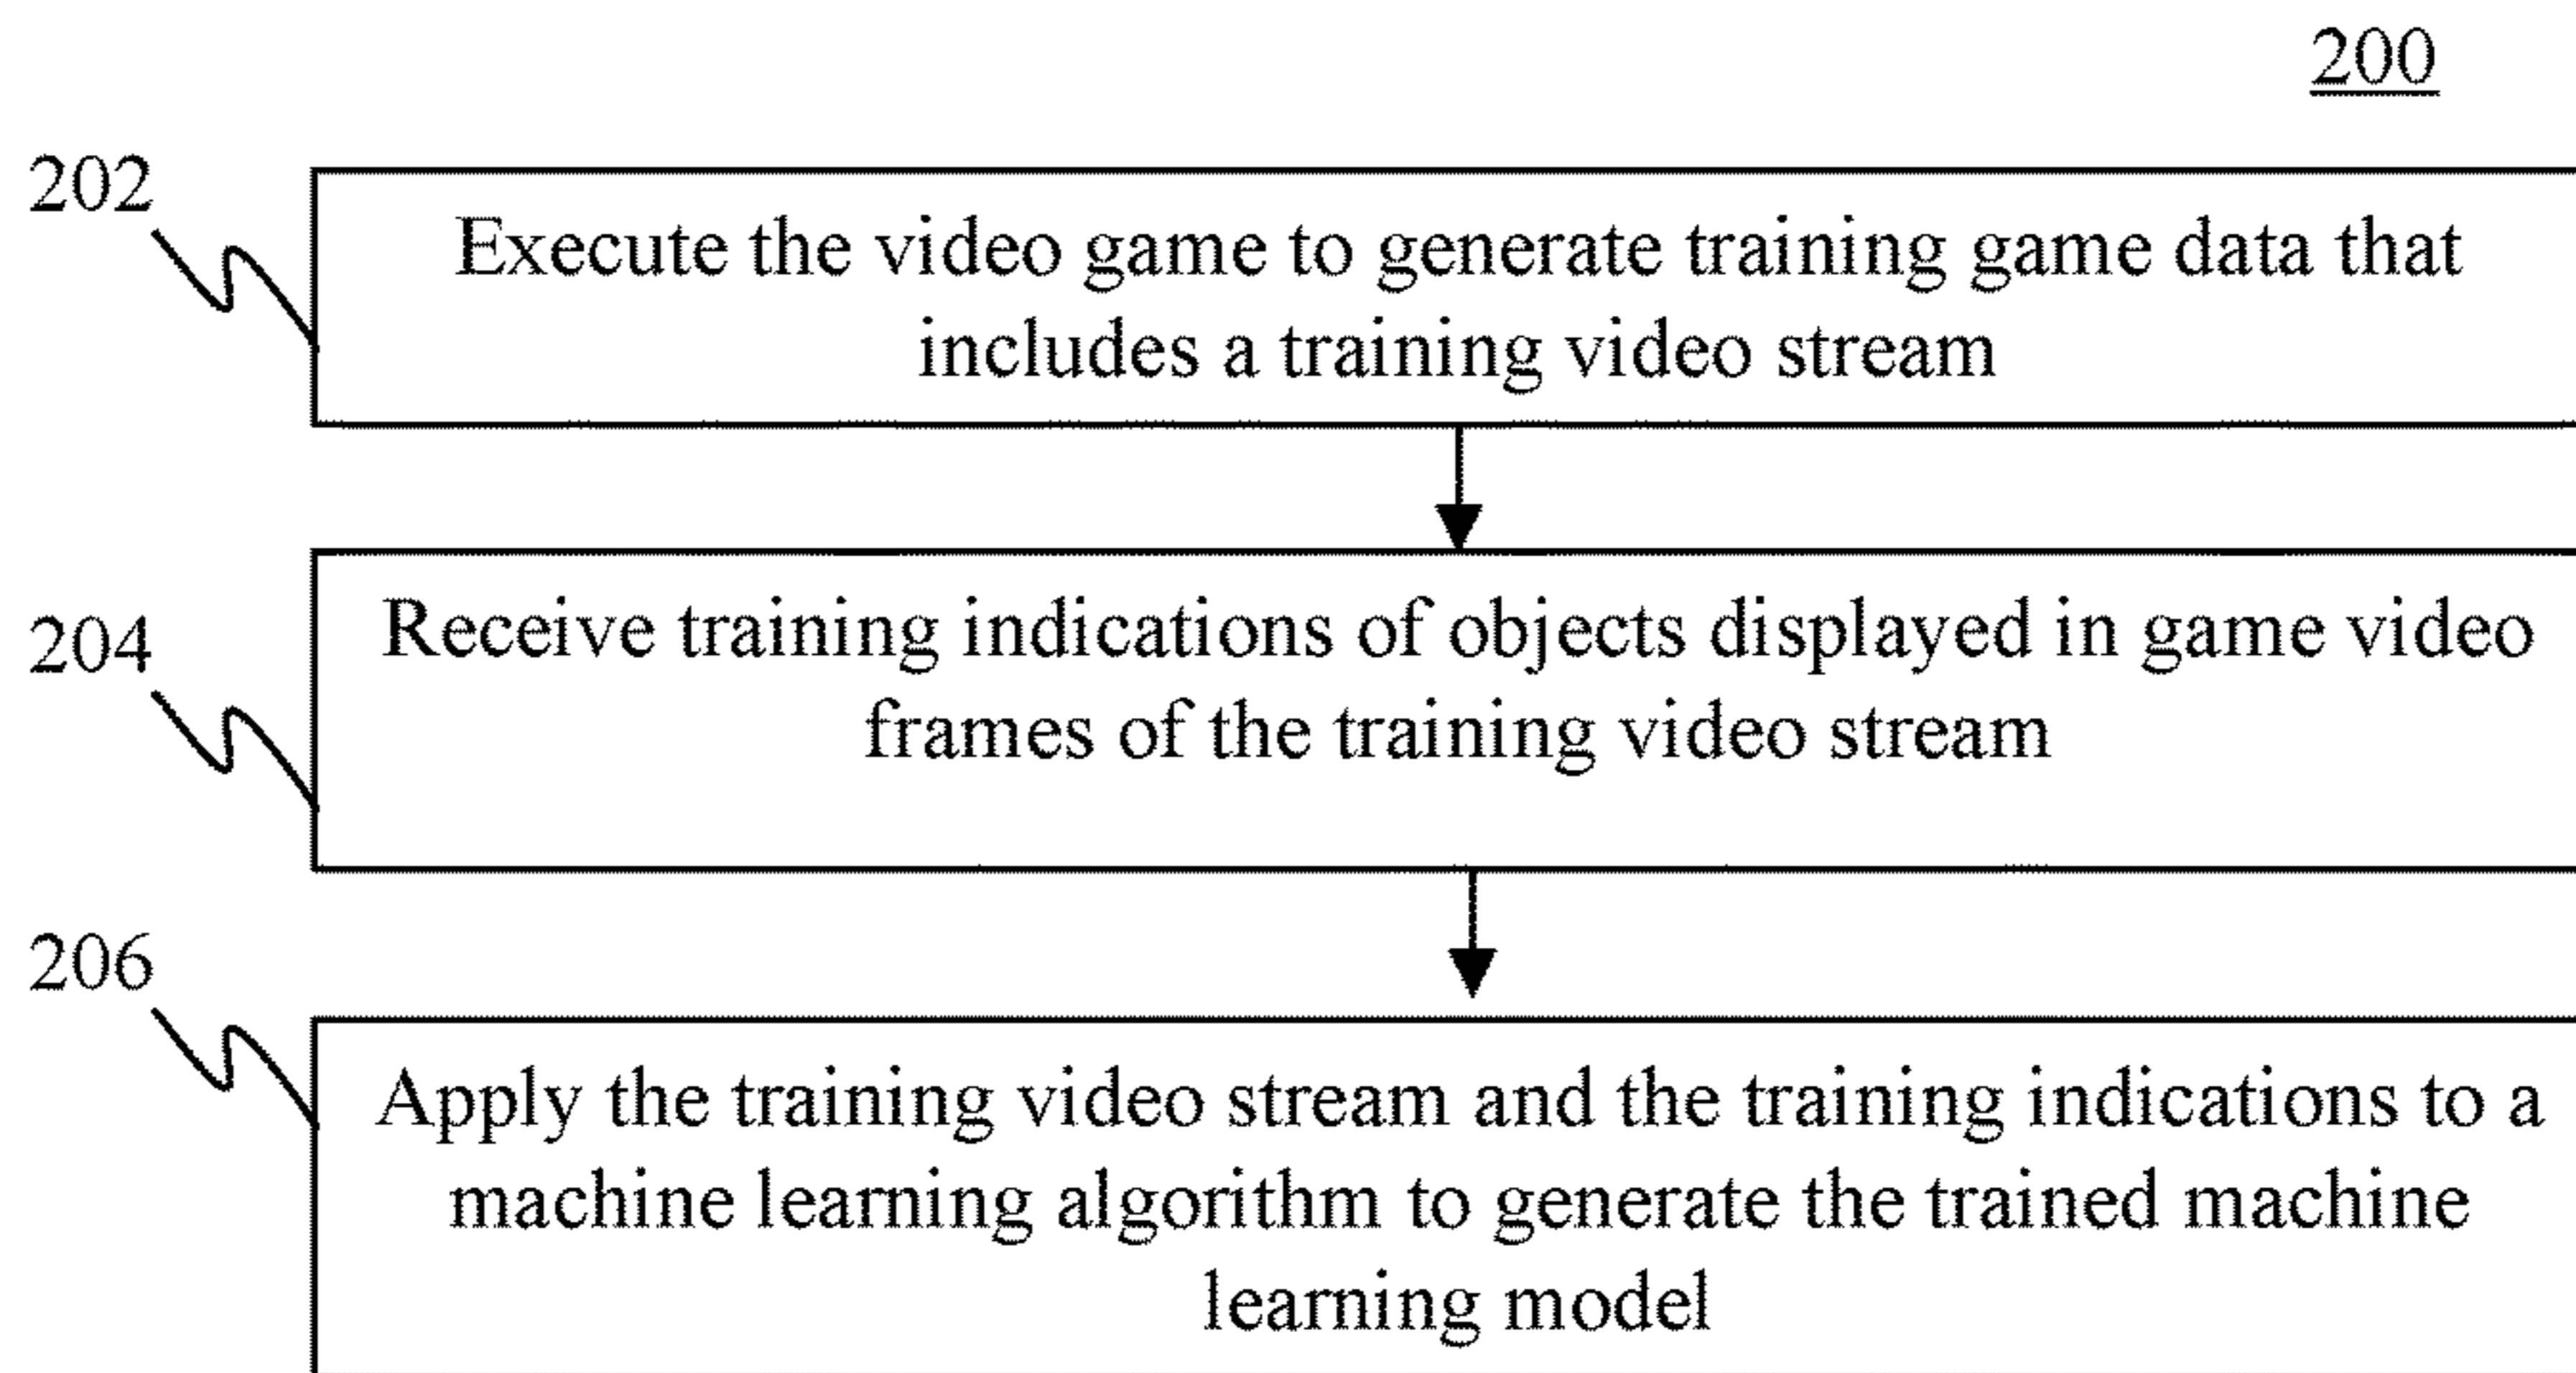 200
202
Execute the video game to generate training game data that
includes a training video stream
204
Receive training indications of objects displayed in game video
frames of the training video stream
206
Apply the training video stream and the training indications to a
machine learning algorithm to generate the trained machine
learning model